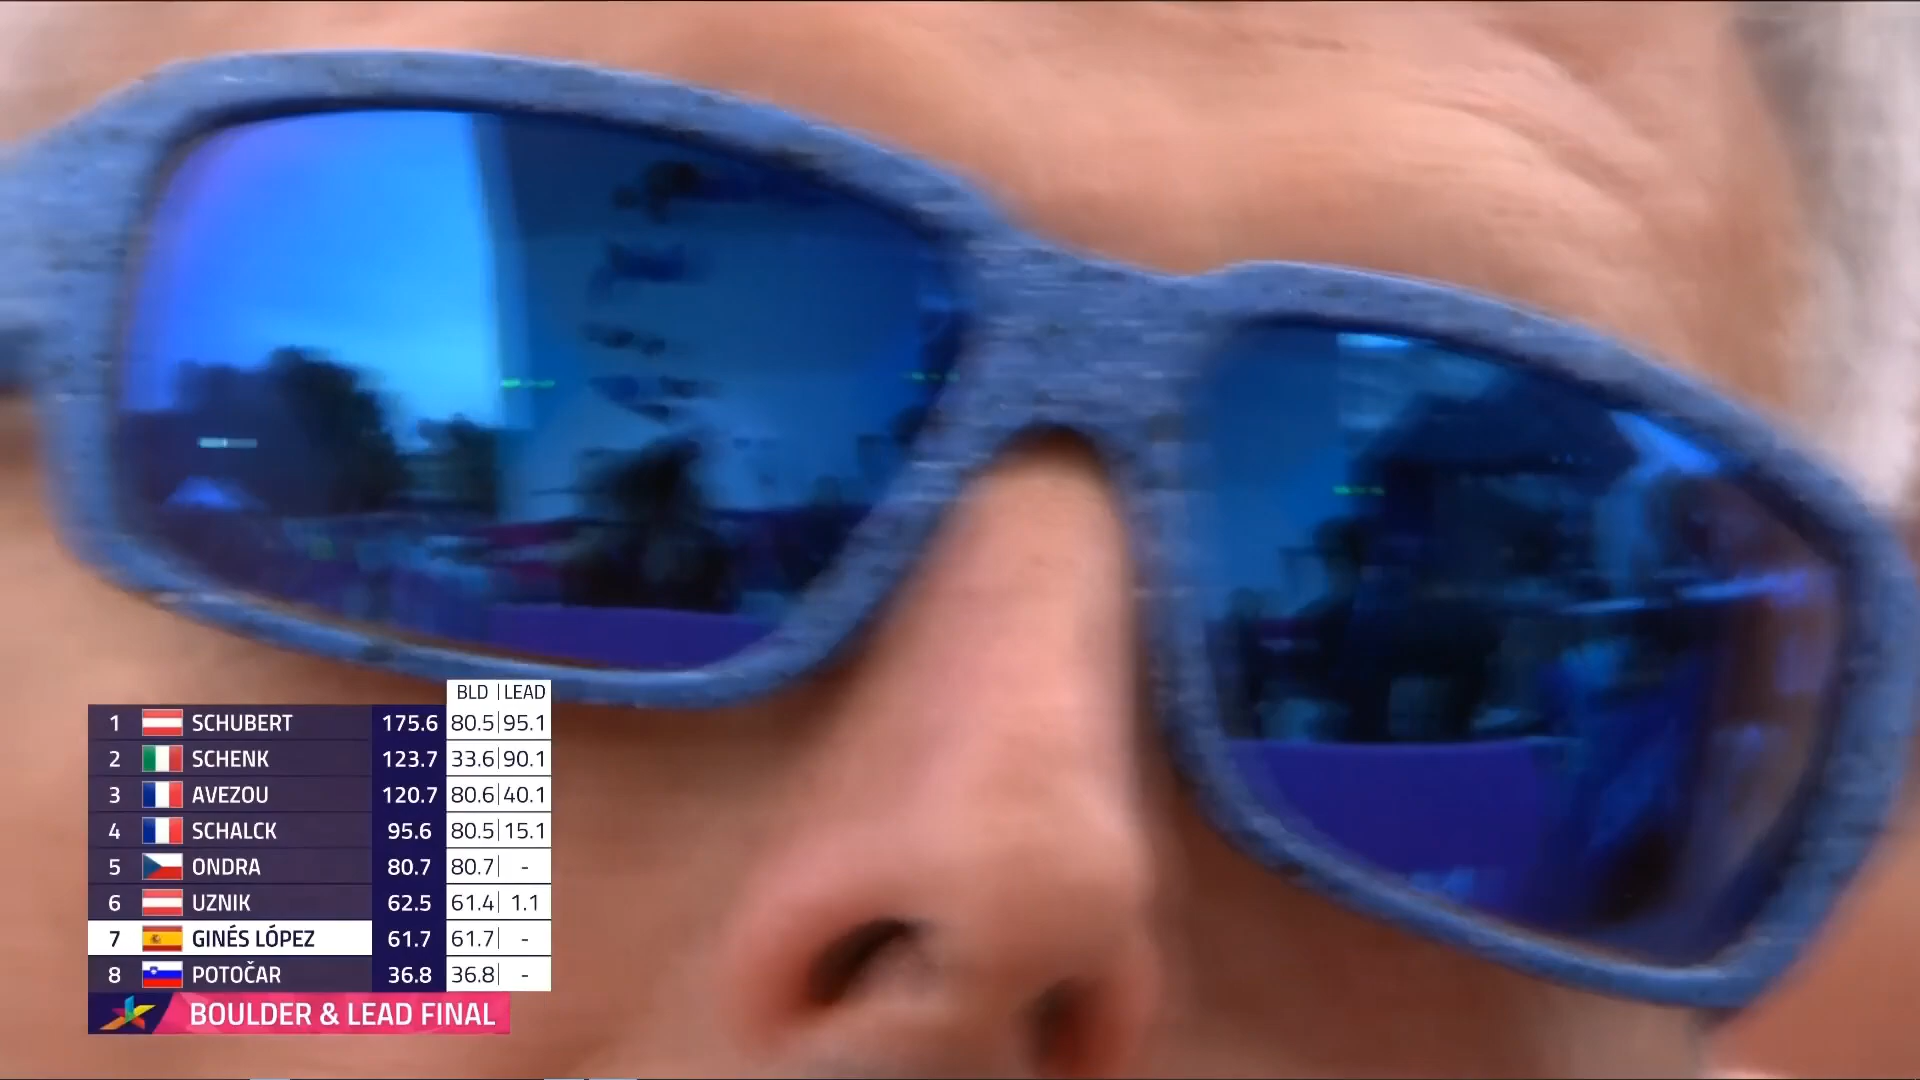 BLD | LEAD
1 SCHUBERT 175.6 80.5 | 95.1
2 SCHENK 123.7 33.6 | 90.1
3 AVEZOU 120.7 80.6 | 40.1
4 SCHALCK 95.6 80.5 | 15.1
5 ONDRA 80.7 80.7 | -
6 UZNIK 62.5 61.4 | 1.1
7 GINÉS LÓPEZ 61.7 61.7 | -
8 POTOČAR 36.8 36.8 | -
BOULDER & LEAD FINAL